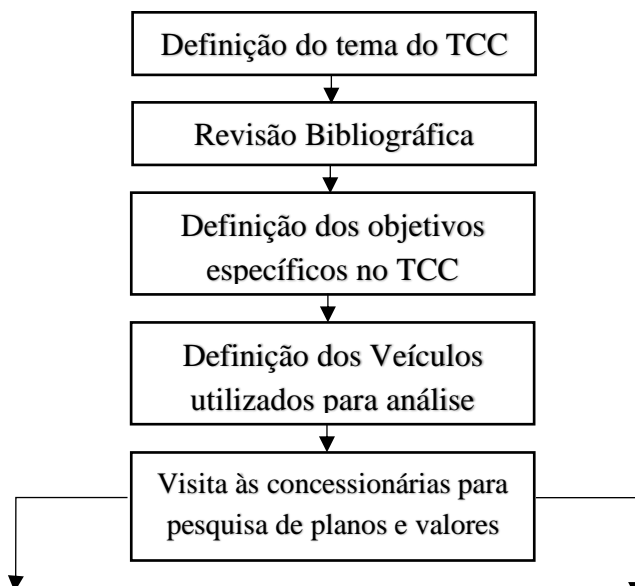 Definição do tema do TCC
Revisão Bibliográfica
Definição dos objetivos
específicos no TCC
Definição dos Veículos
utilizados para análise
Visita às concessionárias para
pesquisa de planos e valores